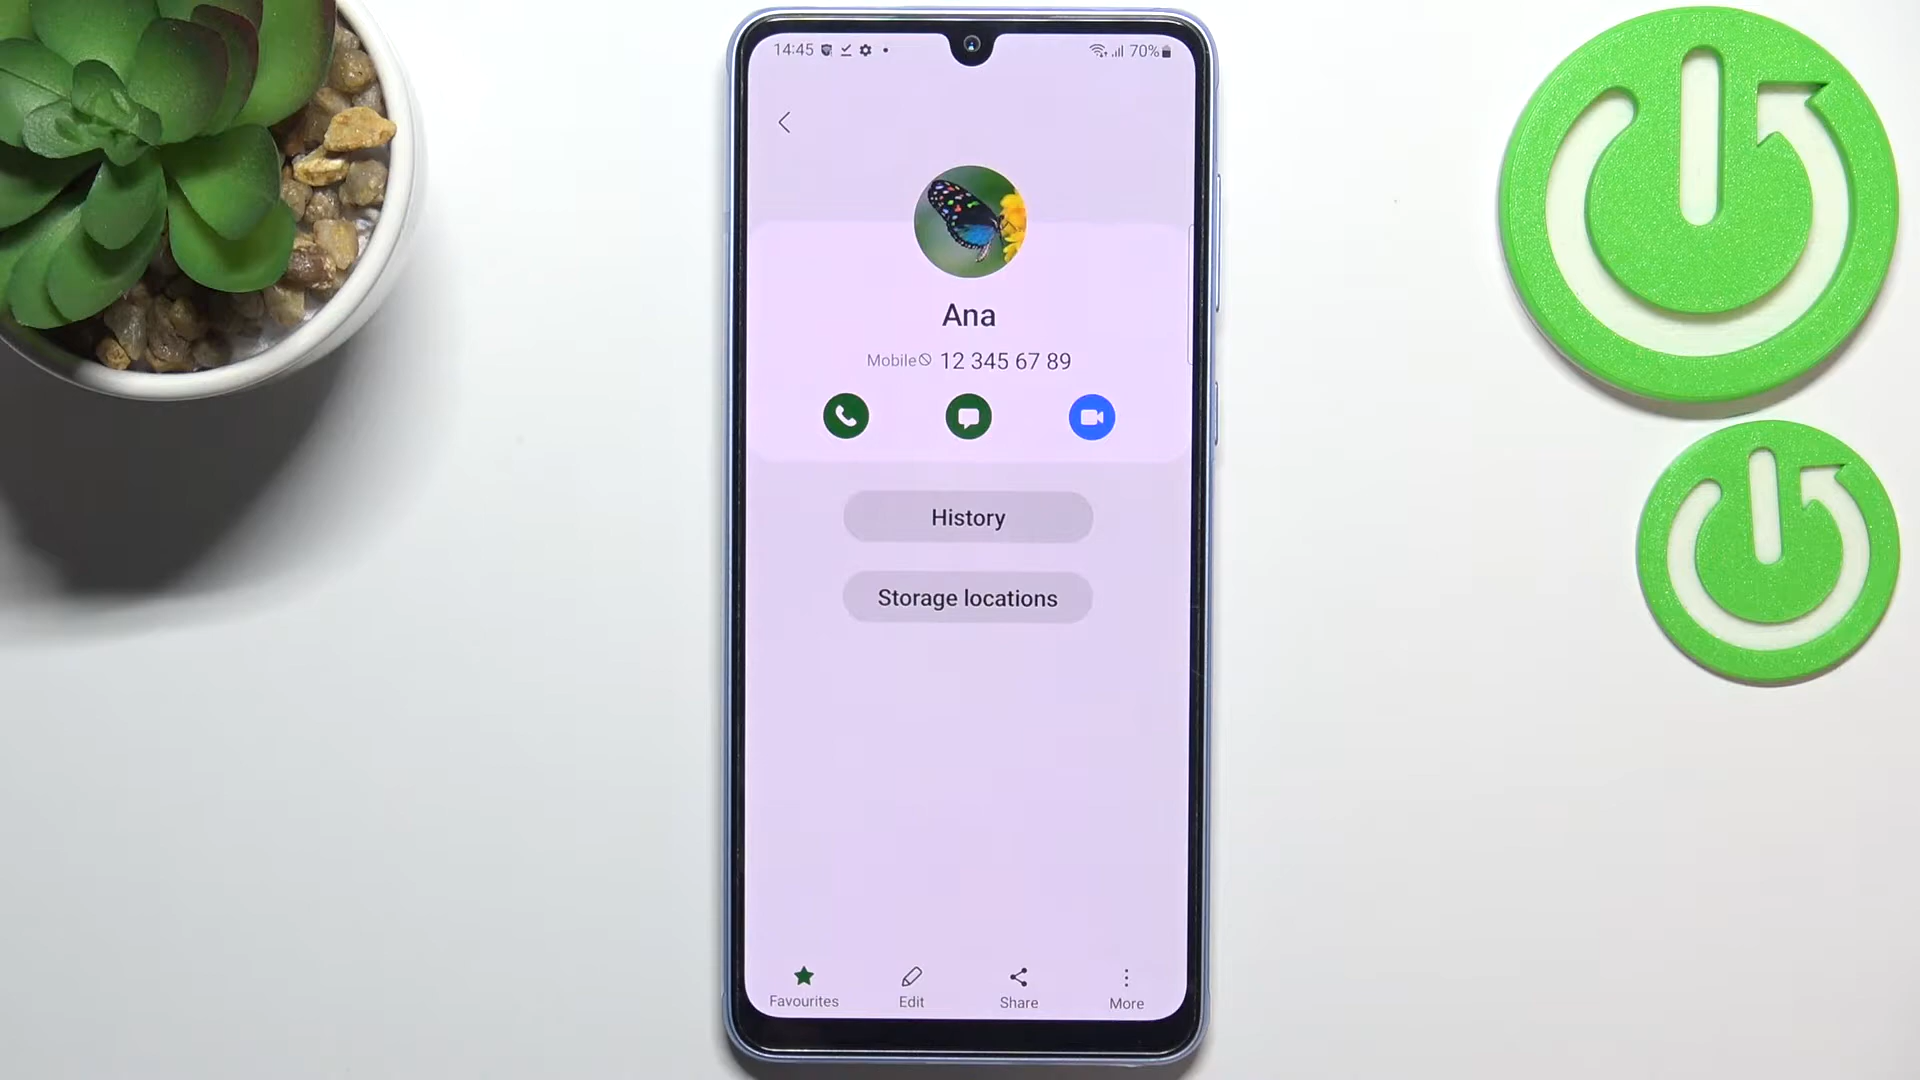 14:45
70%
Ana
Mobile 12 345 67 89
History
Storage locations
Favourites
Edit
Share
More